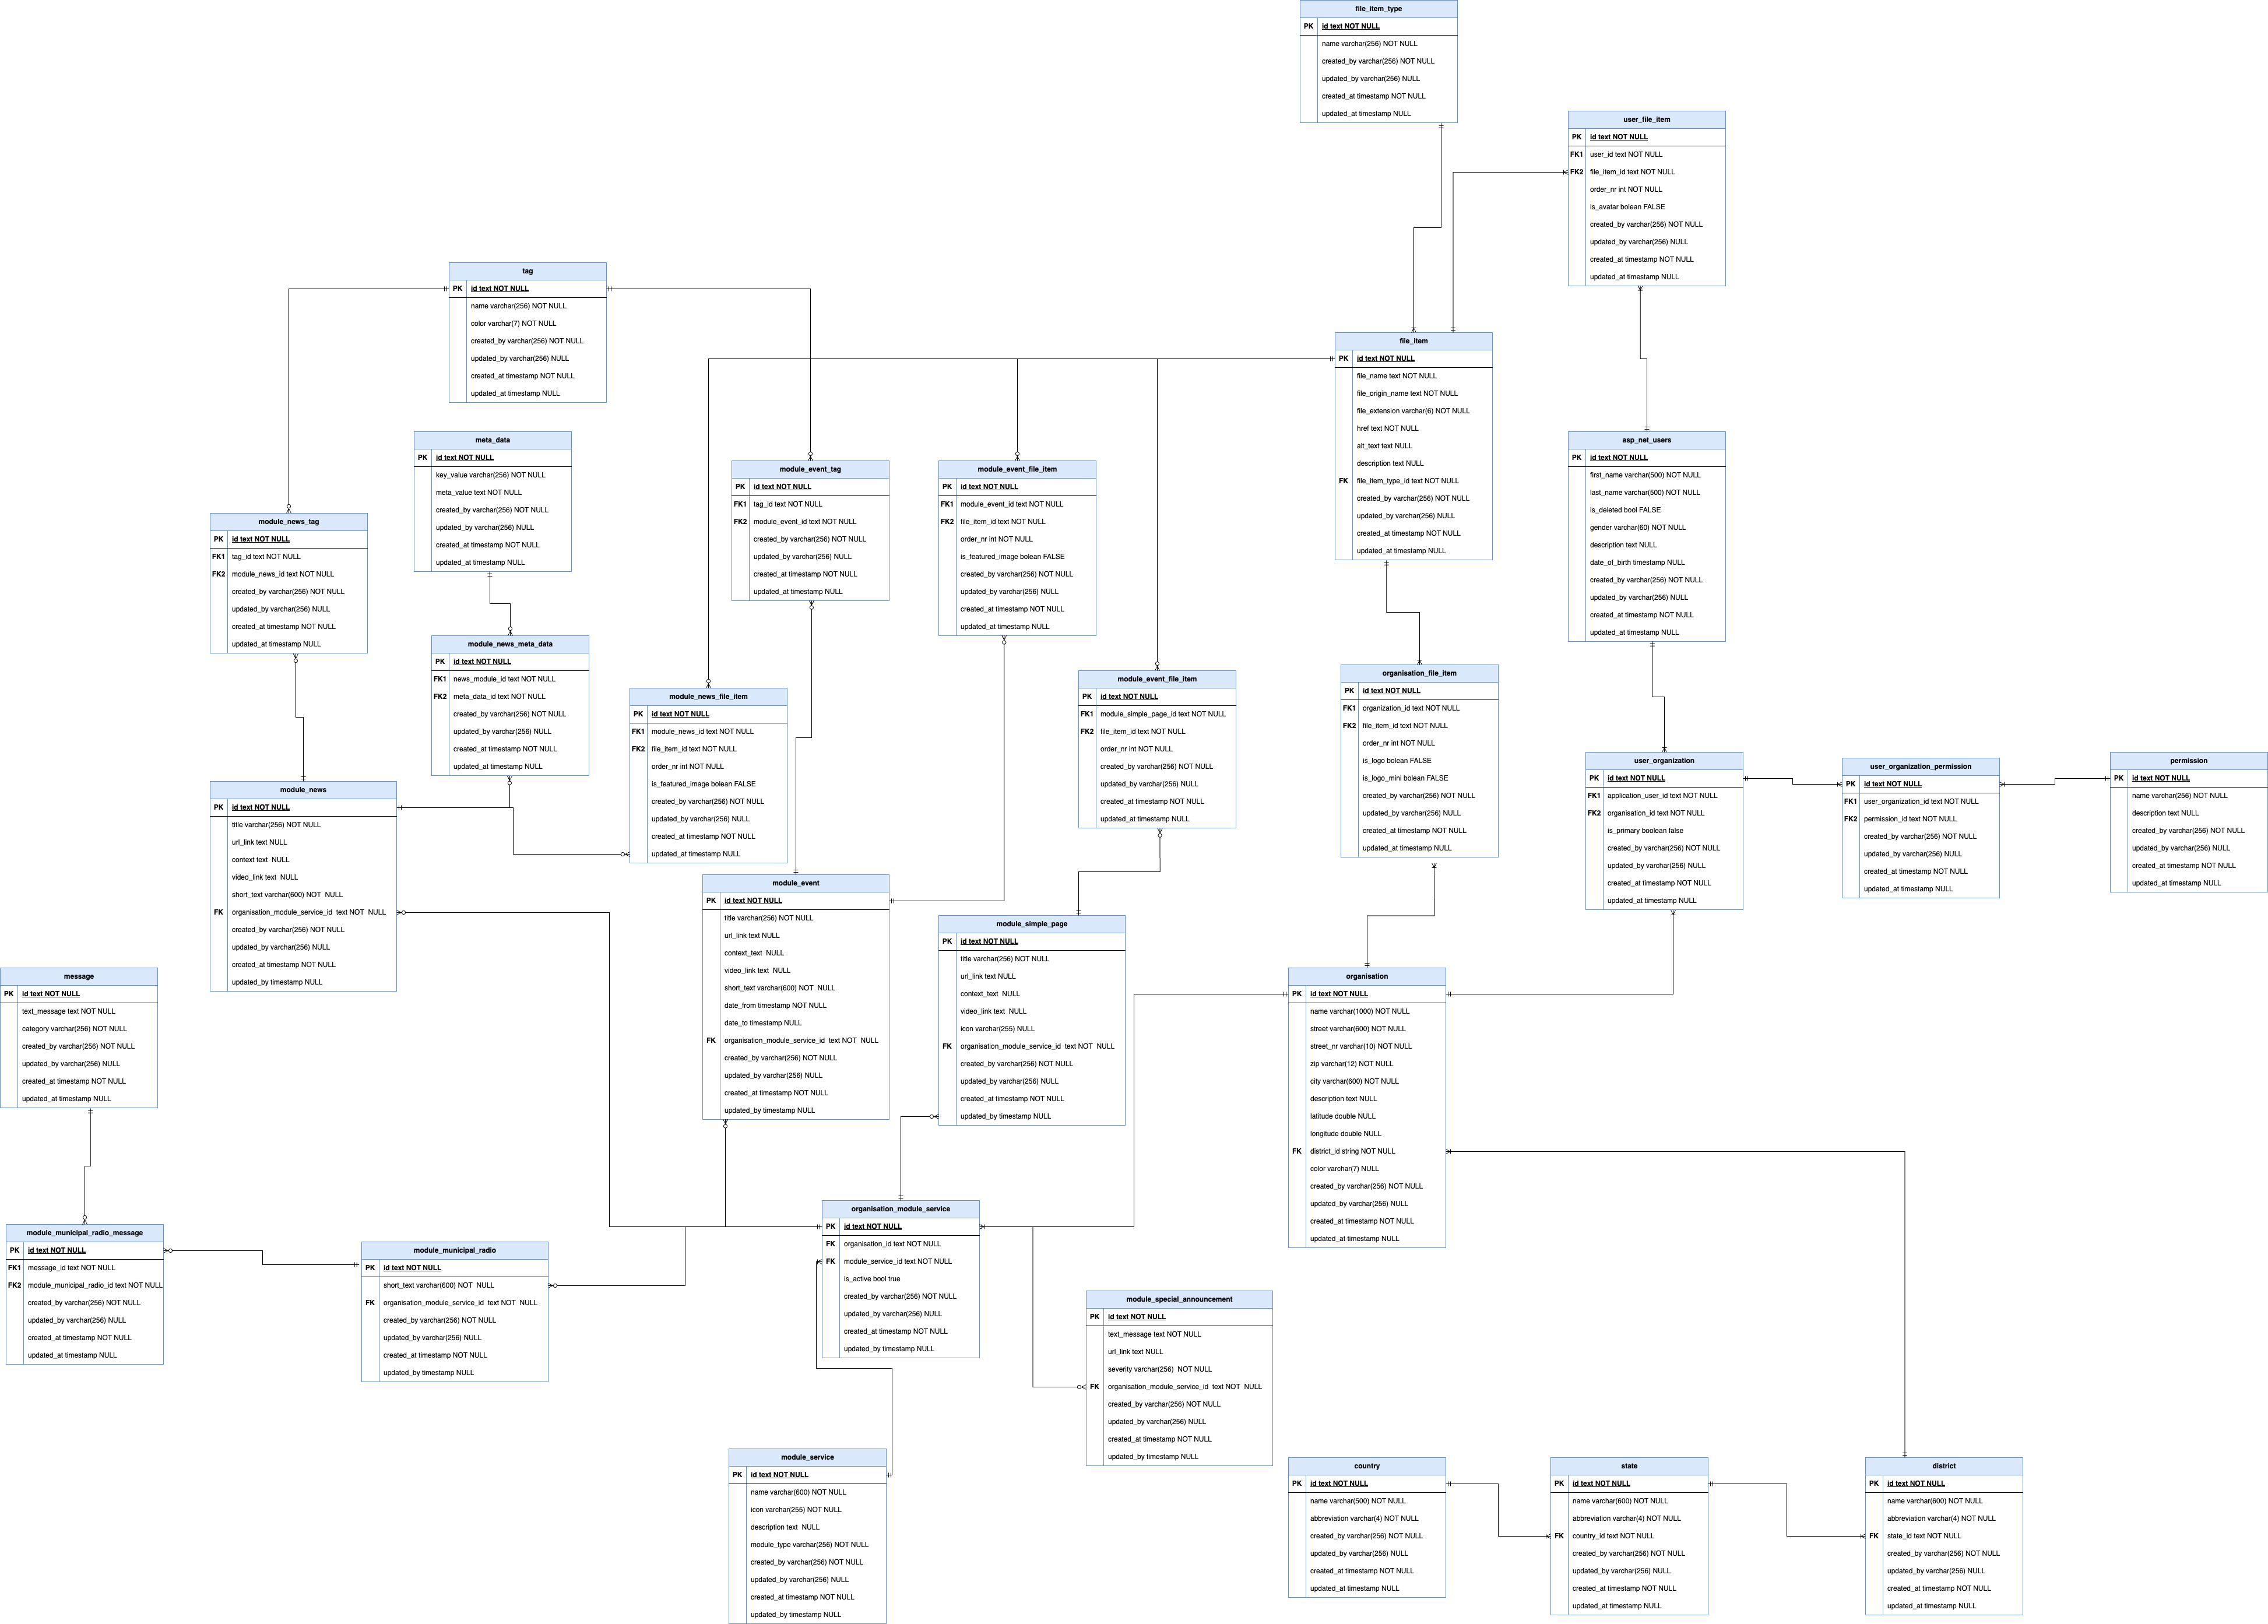 file_item_type
PK id text NOT NULL
name varchar(256) NOT NULL
created_by varchar(256) NOT NULL
updated_by varchar(256) NULL
created_at timestamp NOT NULL
updated_at timestamp NULL
user_file_item
PK id text NOT NULL
FK1 user_id text NOT NULL
FK2 file_item_id text NOT NULL
order_nr int NOT NULL
is_avatar bolean FALSE
created_by varchar(256) NOT NULL
updated_by varchar(256) NULL
created_at timestamp NOT NULL
updated_at timestamp NULL
tag
PK id text NOT NULL
name varchar(256) NOT NULL
color varchar(7) NOT NULL
created_by varchar(256) NOT NULL
updated_by varchar(256) NULL
created_at timestamp NOT NULL
updated_at timestamp NULL
file_item
PK id text NOT NULL
file_name text NOT NULL
file_origin_name text NOT NULL
file_extension varchar(6) NOT NULL
href text NOT NULL
alt_text text NULL
description text NULL
FK file_item_type_id text NOT NULL
created_by varchar(256) NOT NULL
updated_by varchar(256) NULL
created_at timestamp NOT NULL
updated_at timestamp NULL
meta_data
PK id text NOT NULL
key_value varchar(256) NOT NULL
meta_value text NOT NULL
created_by varchar(256) NOT NULL
updated_by varchar(256) NULL
created_at timestamp NOT NULL
updated_at timestamp NULL
asp_net_users
PK id text NOT NULL
first_name varchar(500) NOT NULL
last_name varchar(500) NOT NULL
is_deleted bool FALSE
gender varchar(60) NOT NULL
description text NULL
date_of_birth timestamp NULL
created_by varchar(256) NOT NULL
updated_by varchar(256) NULL
created_at timestamp NOT NULL
updated_at timestamp NULL
module_event_tag
PK id text NOT NULL
FK1 tag_id text NOT NULL
FK2 module_event_id text NOT NULL
created_by varchar(256) NOT NULL
updated_by varchar(256) NULL
created_at timestamp NOT NULL
updated_at timestamp NULL
module_event_file_item
PK id text NOT NULL
FK1 module_event_id text NOT NULL
FK2 file_item_id text NOT NULL
order_nr int NOT NULL
is_featured_image bolean FALSE
created_by varchar(256) NOT NULL
updated_by varchar(256) NULL
created_at timestamp NOT NULL
updated_at timestamp NULL
module_news_tag
PK id text NOT NULL
FK1 tag_id text NOT NULL
FK2 module_news_id text NOT NULL
created_by varchar(256) NOT NULL
updated_by varchar(256) NULL
created_at timestamp NOT NULL
updated_at timestamp NULL
module_news_meta_data
PK id text NOT NULL
FK1 news_module_id text NOT NULL
FK2 meta_data_id text NOT NULL
created_by varchar(256) NOT NULL
updated_by varchar(256) NULL
created_at timestamp NOT NULL
updated_at timestamp NULL
module_news_file_item
PK id text NOT NULL
FK1 module_news_id text NOT NULL
FK2 file_item_id text NOT NULL
order_nr int NOT NULL
is_featured_image bolean FALSE
created_by varchar(256) NOT NULL
updated_by varchar(256) NULL
created_at timestamp NOT NULL
updated_at timestamp NULL
module_event_file_item
PK id text NOT NULL
FK1 module_simple_page_id text NOT NULL
FK2 file_item_id text NOT NULL
order_nr int NOT NULL
created_by varchar(256) NOT NULL
updated_by varchar(256) NULL
created_at timestamp NOT NULL
updated_at timestamp NULL
organisation_file_item
PK id text NOT NULL
FK1 organization_id text NOT NULL
FK2 file_item_id text NOT NULL
order_nr int NOT NULL
is_logo bolean FALSE
is_logo_mini bolean FALSE
created_by varchar(256) NOT NULL
updated_by varchar(256) NULL
created_at timestamp NOT NULL
updated_at timestamp NULL
user_organization
PK id text NOT NULL
FK1 application_user_id text NOT NULL
FK2 organisation_id text NOT NULL
is_primary boolean false
created_by varchar(256) NOT NULL
updated_by varchar(256) NULL
created_at timestamp NOT NULL
updated_at timestamp NULL
user_organization_permission
PK id text NOT NULL
FK1 user_organization_id text NOT NULL
FK2 permission_id text NOT NULL
created_by varchar(256) NOT NULL
updated_by varchar(256) NULL
created_at timestamp NOT NULL
updated_at timestamp NULL
permission
PK id text NOT NULL
name varchar(256) NOT NULL
description text NULL
created_by varchar(256) NOT NULL
updated_by varchar(256) NULL
created_at timestamp NOT NULL
updated_at timestamp NULL
module_news
PK id text NOT NULL
title varchar(256) NOT NULL
url_link text NULL
context text NULL
video_link text NULL
short_text varchar(600) NOT NULL
FK organisation_module_service_id text NOT NULL
created_by varchar(256) NOT NULL
updated_by varchar(256) NULL
created_at timestamp NOT NULL
updated_by timestamp NULL
module_event
PK id text NOT NULL
title varchar(256) NOT NULL
url_link text NULL
context_text NULL
video_link text NULL
short_text varchar(600) NOT NULL
date_from timestamp NOT NULL
date_to timestamp NULL
FK organisation_module_service_id text NOT NULL
created_by varchar(256) NOT NULL
updated_by varchar(256) NULL
created_at timestamp NOT NULL
updated_by timestamp NULL
module_simple_page
PK id text NOT NULL
title varchar(256) NOT NULL
url_link text NULL
context_text NULL
video_link text NULL
icon varchar(255) NULL
FK organisation_module_service_id text NOT NULL
created_by varchar(256) NOT NULL
updated_by varchar(256) NULL
created_at timestamp NOT NULL
updated_by timestamp NULL
message
PK id text NOT NULL
text_message text NOT NULL
category varchar(256) NOT NULL
created_by varchar(256) NOT NULL
updated_by varchar(256) NULL
created_at timestamp NOT NULL
updated_at timestamp NULL
organisation
PK id text NOT NULL
name varchar(1000) NOT NULL
street varchar(600) NOT NULL
street_nr varchar(10) NOT NULL
zip varchar(12) NOT NULL
city varchar(600) NOT NULL
description text NULL
latitude double NULL
longitude double NULL
FK district_id string NOT NULL
color varchar(7) NULL
created_by varchar(256) NOT NULL
updated_by varchar(256) NULL
created_at timestamp NOT NULL
updated_at timestamp NULL
organisation_module_service
PK id text NOT NULL
FK organisation_id text NOT NULL
FK module_service_id text NOT NULL
is_active bool true
created_by varchar(256) NOT NULL
updated_by varchar(256) NULL
created_at timestamp NOT NULL
updated_by timestamp NULL
module_municipal_radio_message
PK id text NOT NULL
FK1 message_id text NOT NULL
FK2 module_municipal_radio_id text NOT NULL
created_by varchar(256) NOT NULL
updated_by varchar(256) NULL
created_at timestamp NOT NULL
updated_at timestamp NULL
module_municipal_radio
PK id text NOT NULL
short_text varchar(600) NOT NULL
FK organisation_module_service_id text NOT NULL
created_by varchar(256) NOT NULL
updated_by varchar(256) NULL
created_at timestamp NOT NULL
updated_by timestamp NULL
module_special_announcement
PK id text NOT NULL
text_message text NOT NULL
url_link text NULL
severity varchar(256) NOT NULL
FK organisation_module_service_id text NOT NULL
created_by varchar(256) NOT NULL
updated_by varchar(256) NULL
created_at timestamp NOT NULL
updated_by timestamp NULL
module_service
PK id text NOT NULL
name varchar(600) NOT NULL
icon varchar(255) NOT NULL
description text NULL
module_type varchar(256) NOT NULL
created_by varchar(256) NOT NULL
updated_by varchar(256) NULL
created_at timestamp NOT NULL
updated_by timestamp NULL
country
PK id text NOT NULL
name varchar(500) NOT NULL
abbreviation varchar(4) NOT NULL
created_by varchar(256) NOT NULL
updated_by varchar(256) NULL
created_at timestamp NOT NULL
updated_at timestamp NULL
state
PK id text NOT NULL
name varchar(600) NOT NULL
abbreviation varchar(4) NOT NULL
FK country_id text NOT NULL
created_by varchar(256) NOT NULL
updated_by varchar(256) NULL
created_at timestamp NOT NULL
updated_at timestamp NULL
district
PK id text NOT NULL
name varchar(600) NOT NULL
abbreviation varchar(4) NOT NULL
FK state_id text NOT NULL
created_by varchar(256) NOT NULL
updated_by varchar(256) NULL
created_at timestamp NOT NULL
updated_at timestamp NULL